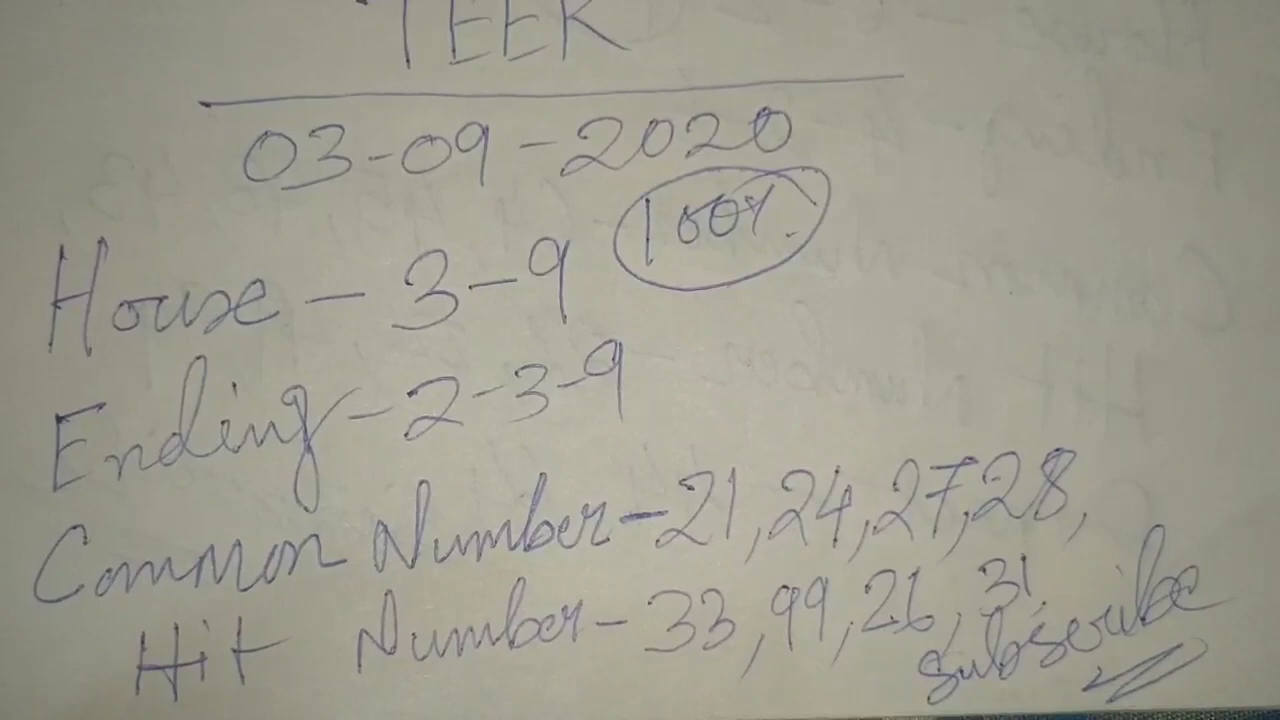 TEER
03-09-2020
100%
House - 3-9
Ending - 2-3-9
Common Number - 21, 24, 27, 28,
Hit Number - 33, 99, 26, 31
Subscribe